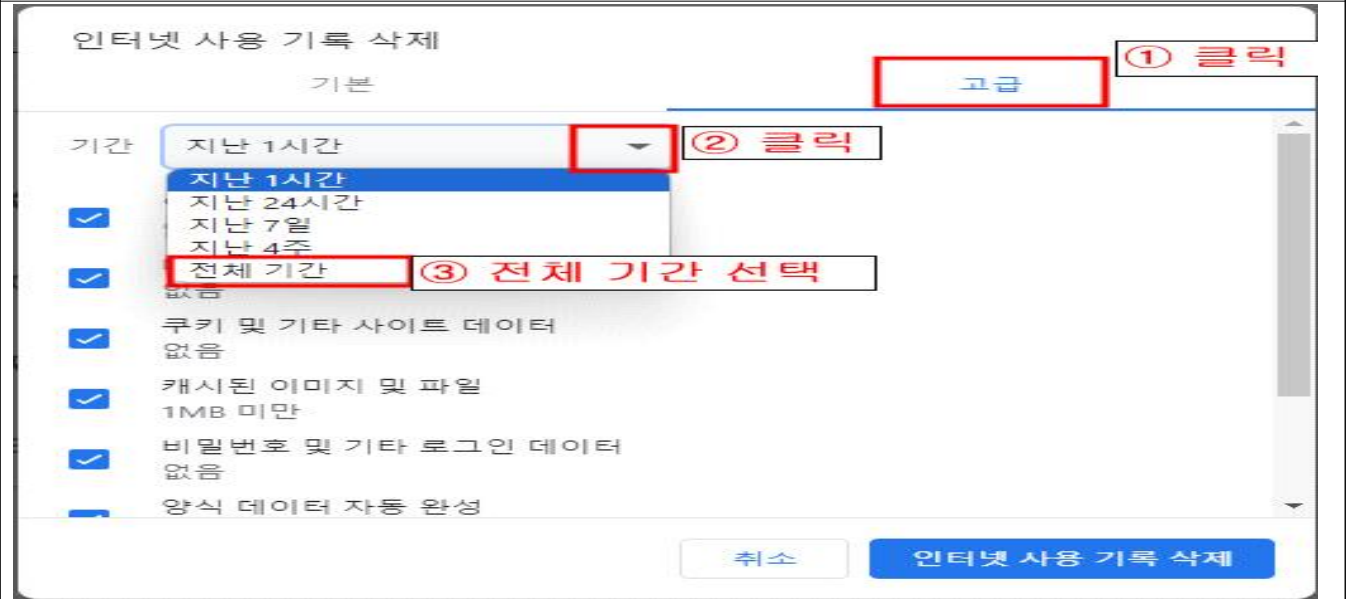 인터넷 사용 기록 삭제
① 클릭
기본
고급
기간
지난 1시간
② 클릭
지난 1시간
지난 24시간
지난 7일
지난 4주
전체 기간
③ 전체 기간 선택
없음
쿠키 및 기타 사이트 데이터
없음
캐시된 이미지 및 파일
1MB 미만
비밀번호 및 기타 로그인 데이터
없음
양식 데이터 자동 완성
취소
인터넷 사용 기록 삭제